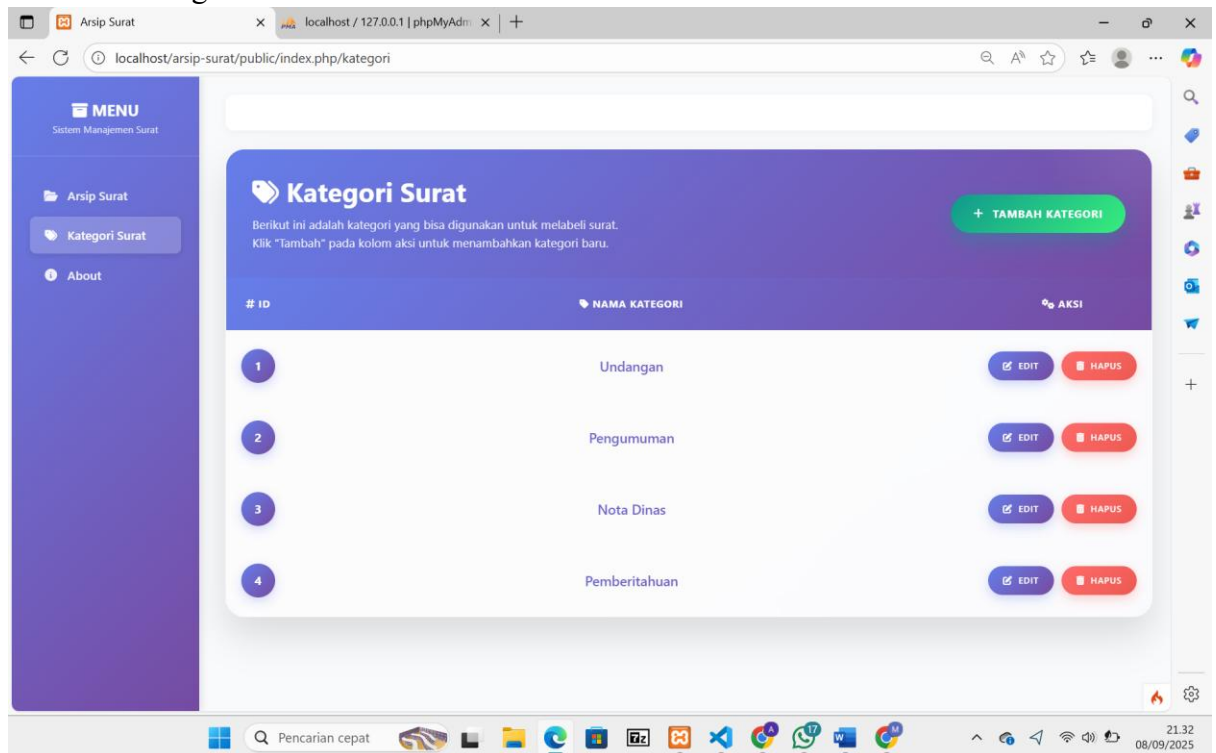 Arsip Surat
localhost / 127.0.0.1 | phpMyAdm
localhost/arsip-surat/public/index.php/kategori
MENU
Sistem Manajemen Surat
Arsip Surat
Kategori Surat
About
Kategori Surat
Berikut ini adalah kategori yang bisa digunakan untuk melabeli surat.
Klik "Tambah" pada kolom aksi untuk menambahkan kategori baru.
+ TAMBAH KATEGORI
# ID NAMA KATEGORI AKSI
1 Undangan EDIT HAPUS
2 Pengumuman EDIT HAPUS
3 Nota Dinas EDIT HAPUS
4 Pemberitahuan EDIT HAPUS
Pencarian cepat
17
21.32
08/09/2025